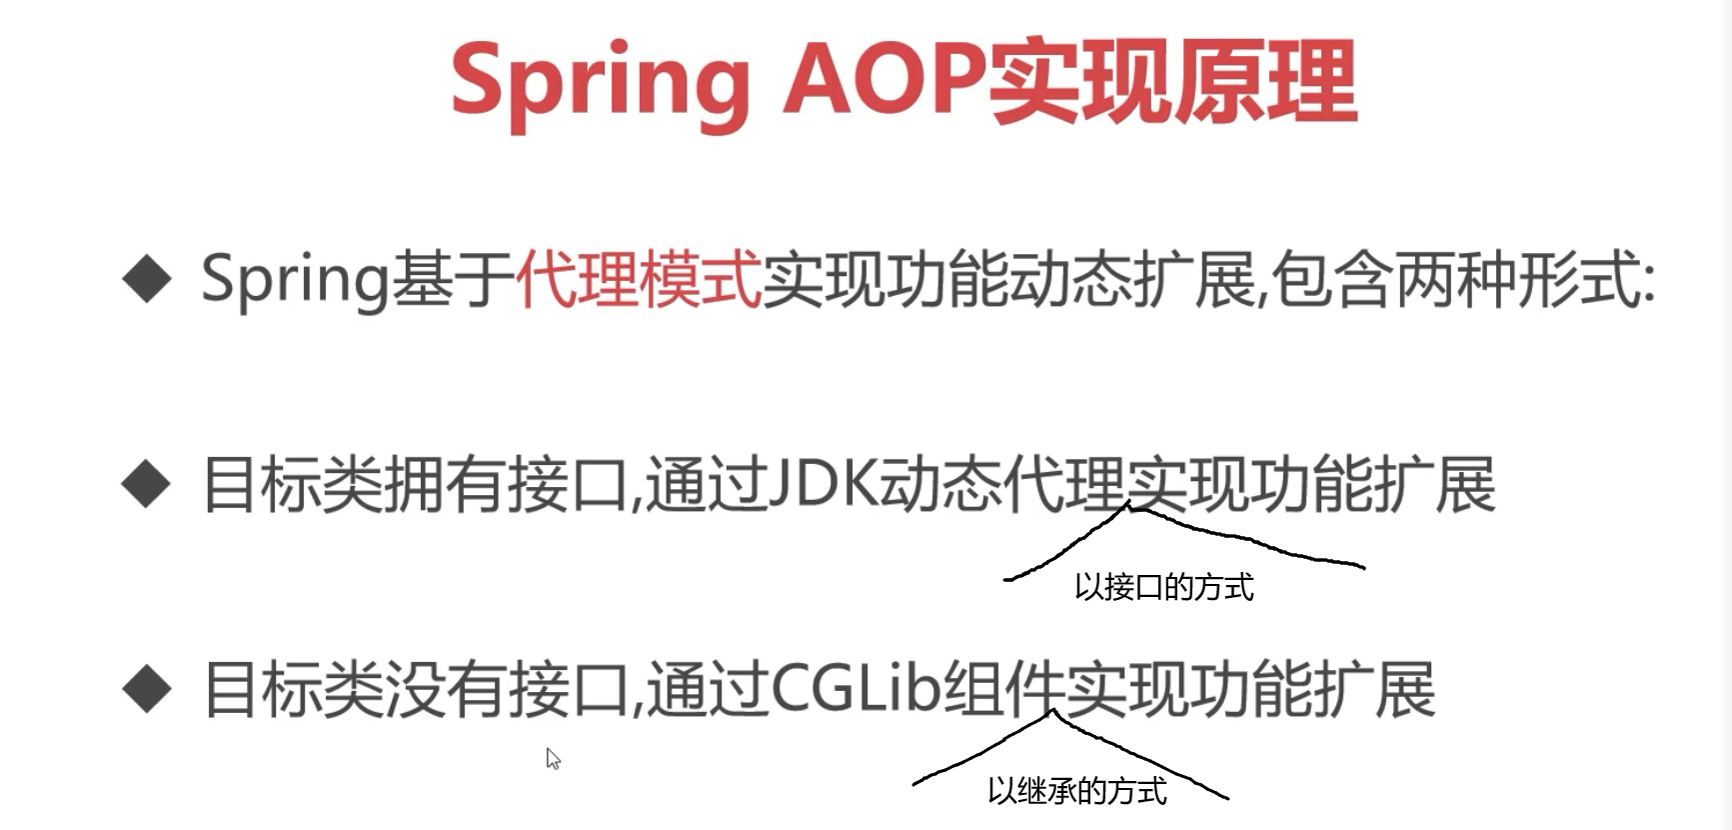 Spring AOP实现原理
Spring基于代理模式实现功能动态扩展,包含两种形式:
目标类拥有接口,通过JDK动态代理实现功能扩展
以接口的方式
目标类没有接口,通过CGLib组件实现功能扩展
以继承的方式